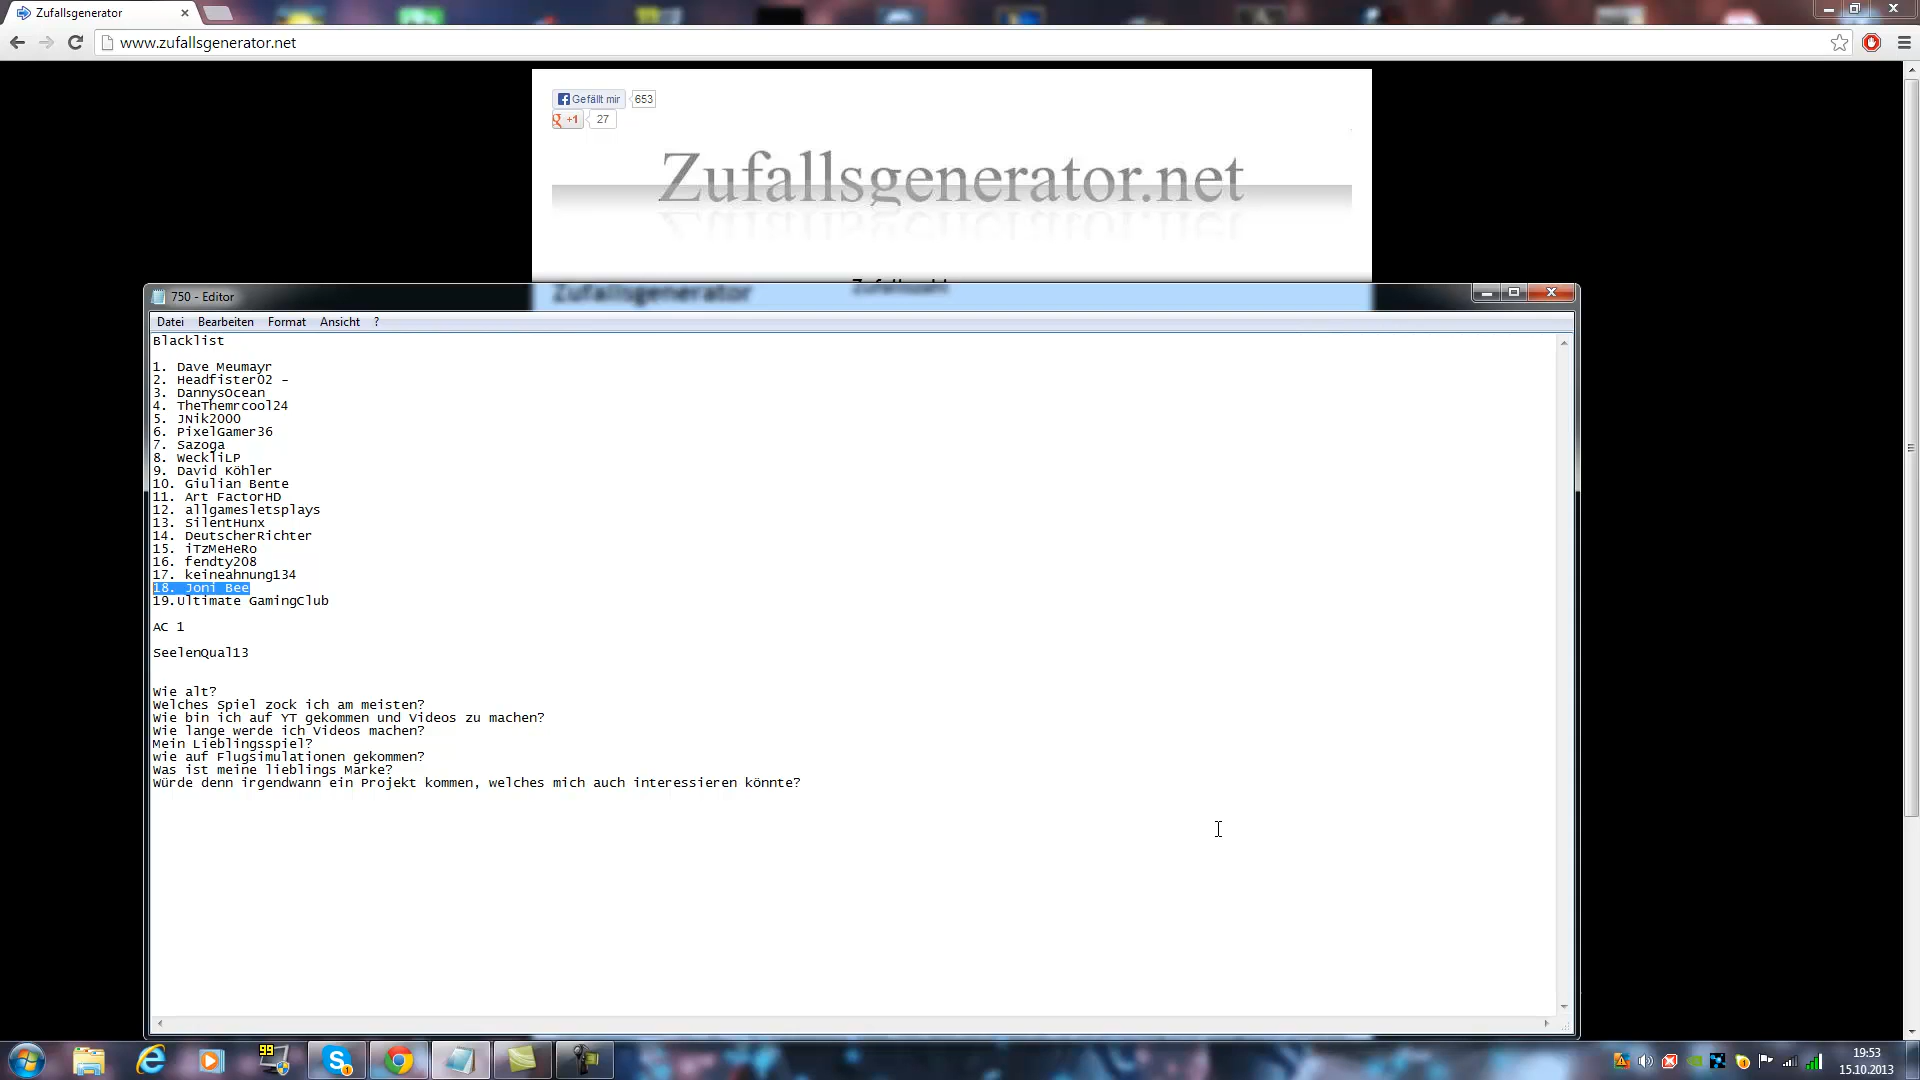 Zufallsgenerator
www.zufallsgenerator.net
Gefällt mir 653
+1 27
Zufallsgenerator.net
Zufallsgenerator
Zufallszahl
750 - Editor
Datei Bearbeiten Format Ansicht ?
Blacklist
1. Dave Meumayr
2. Headfister02 -
3. DannysOcean
4. TheThemrcool24
5. JNik2000
6. PixelGamer36
7. Sazoga
8. WeckliLP
9. David Köhler
10. Giulian Bente
11. Art FactorHD
12. allgamesletsplays
13. SilentHunx
14. DeutscherRichter
15. iTzMeHeRo
16. fendty208
17. keineahnung134
18. Joni Bee
19.Ultimate GamingClub
AC 1
SeelenQual13
Wie alt?
Welches Spiel zock ich am meisten?
Wie bin ich auf YT gekommen und Videos zu machen?
Wie lange werde ich Videos machen?
Mein Lieblingsspiel?
wie auf Flugsimulationen gekommen?
Was ist meine lieblings Marke?
Würde denn irgendwann ein Projekt kommen, welches mich auch interessieren könnte?
99
19:53
15.10.2013